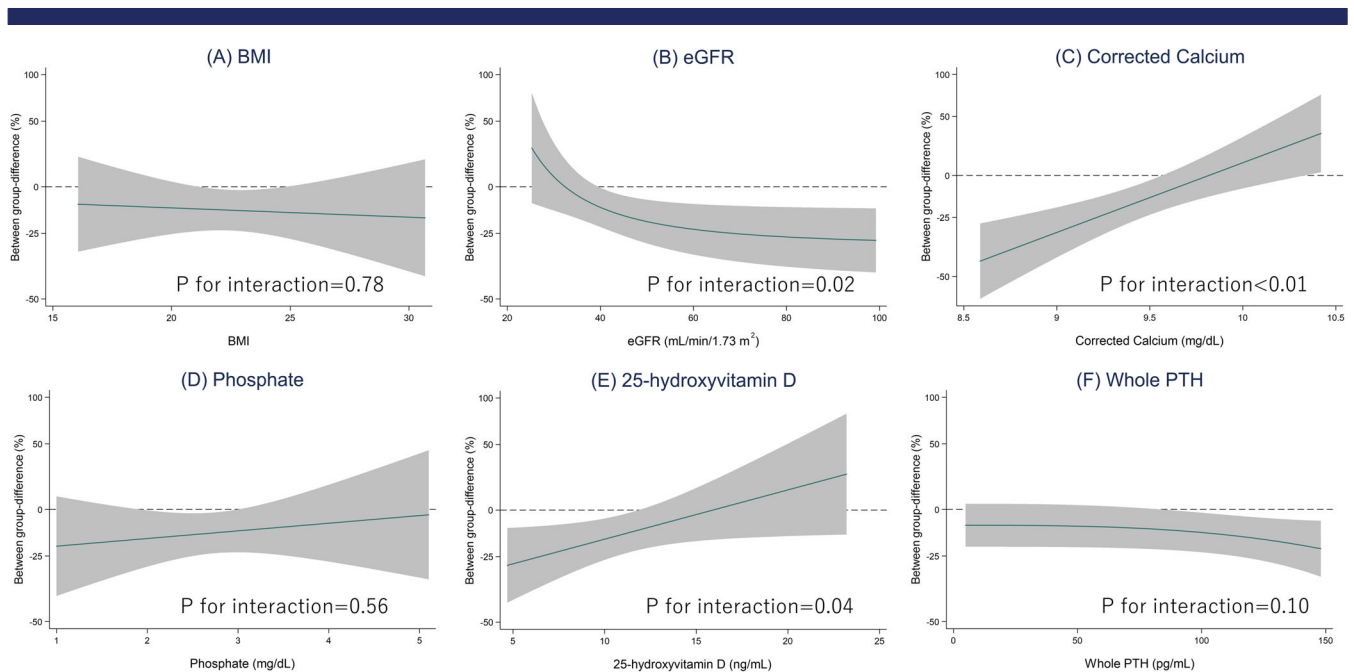 (A) BMI
Between group-difference (%)
100
50
0
-25
-50
15
20
25
30
P for interaction=0.78
BMI
(B) eGFR
Between group-difference (%)
100
50
0
-25
-50
20
40
60
80
100
P for interaction=0.02
eGFR (mL/min/1.73 m²)
(C) Corrected Calcium
Between group-difference (%)
100
50
0
-25
-50
8.5
9
9.5
10
10.5
P for interaction<0.01
Corrected Calcium (mg/dL)
(D) Phosphate
Between group-difference (%)
100
50
0
-25
-50
1
2
3
4
5
P for interaction=0.56
Phosphate (mg/dL)
(E) 25-hydroxyvitamin D
Between group-difference (%)
100
50
0
-25
-50
5
10
15
20
25
P for interaction=0.04
25-hydroxyvitamin D (ng/mL)
(F) Whole PTH
Between group-difference (%)
100
50
0
-25
-50
0
50
100
150
P for interaction=0.10
Whole PTH (pg/mL)